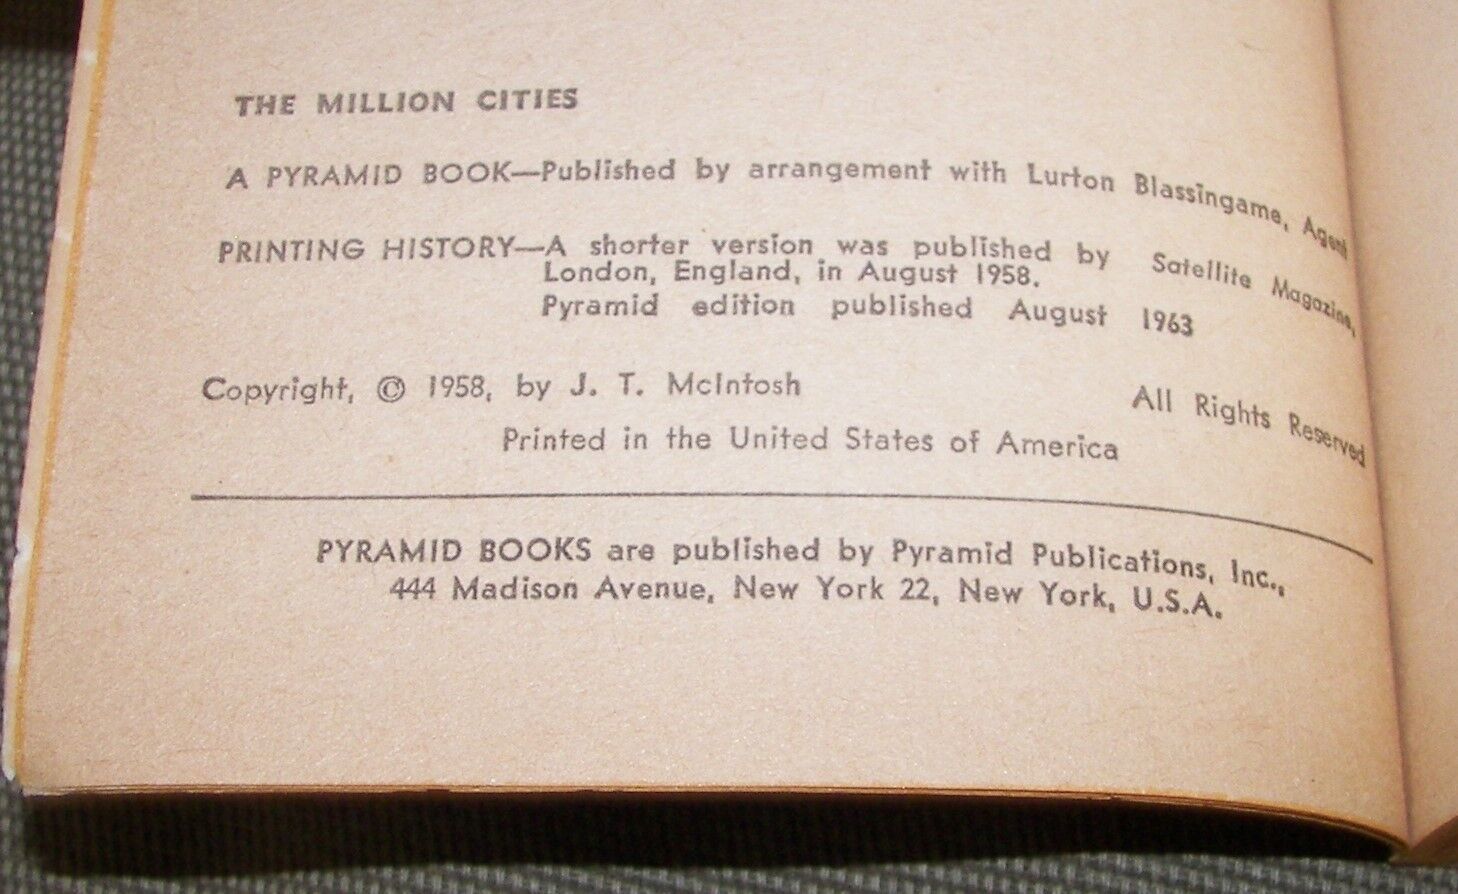 THE MILLION CITIES
A PYRAMID BOOK—Published by arrangement with Lurton Blassingame, Agent
PRINTING HISTORY—A shorter version was published by Satellite Magazine,
London, England, in August 1958.
Pyramid edition published August 1963
Copyright, © 1958, by J. T. McIntosh All Rights Reserved
Printed in the United States of America
PYRAMID BOOKS are published by Pyramid Publications, Inc.,
444 Madison Avenue, New York 22, New York, U.S.A.